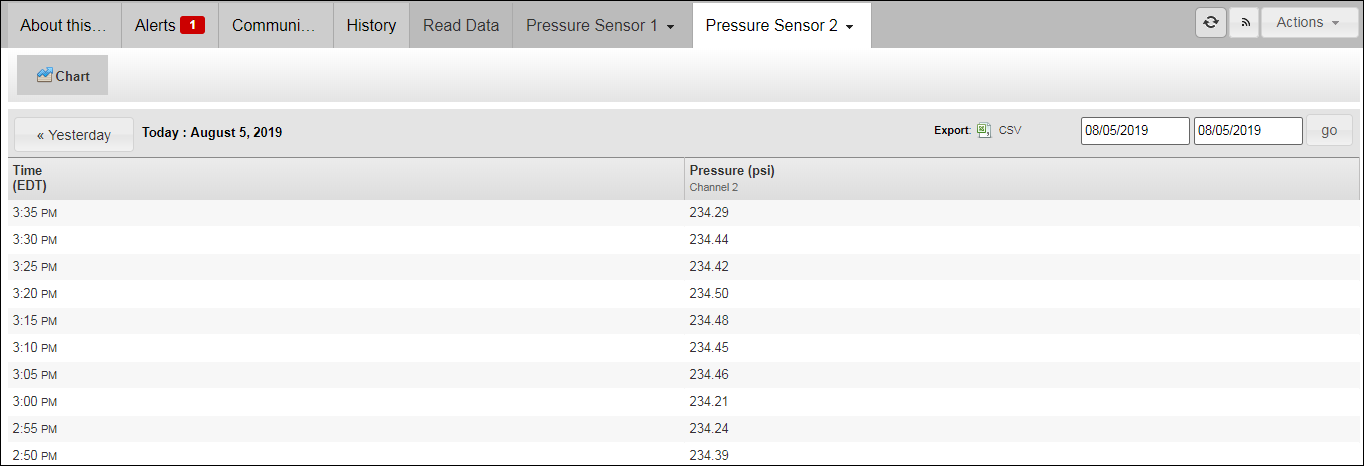 About this... Alerts 1 Communi... History Read Data Pressure Sensor 1 Pressure Sensor 2 Actions
Chart
« Yesterday Today : August 5, 2019 Export: CSV 08/05/2019 08/05/2019 go
Time Pressure (psi)
(EDT) Channel 2
3:35 PM 234.29
3:30 PM 234.44
3:25 PM 234.42
3:20 PM 234.50
3:15 PM 234.48
3:10 PM 234.45
3:05 PM 234.46
3:00 PM 234.21
2:55 PM 234.24
2:50 PM 234.39